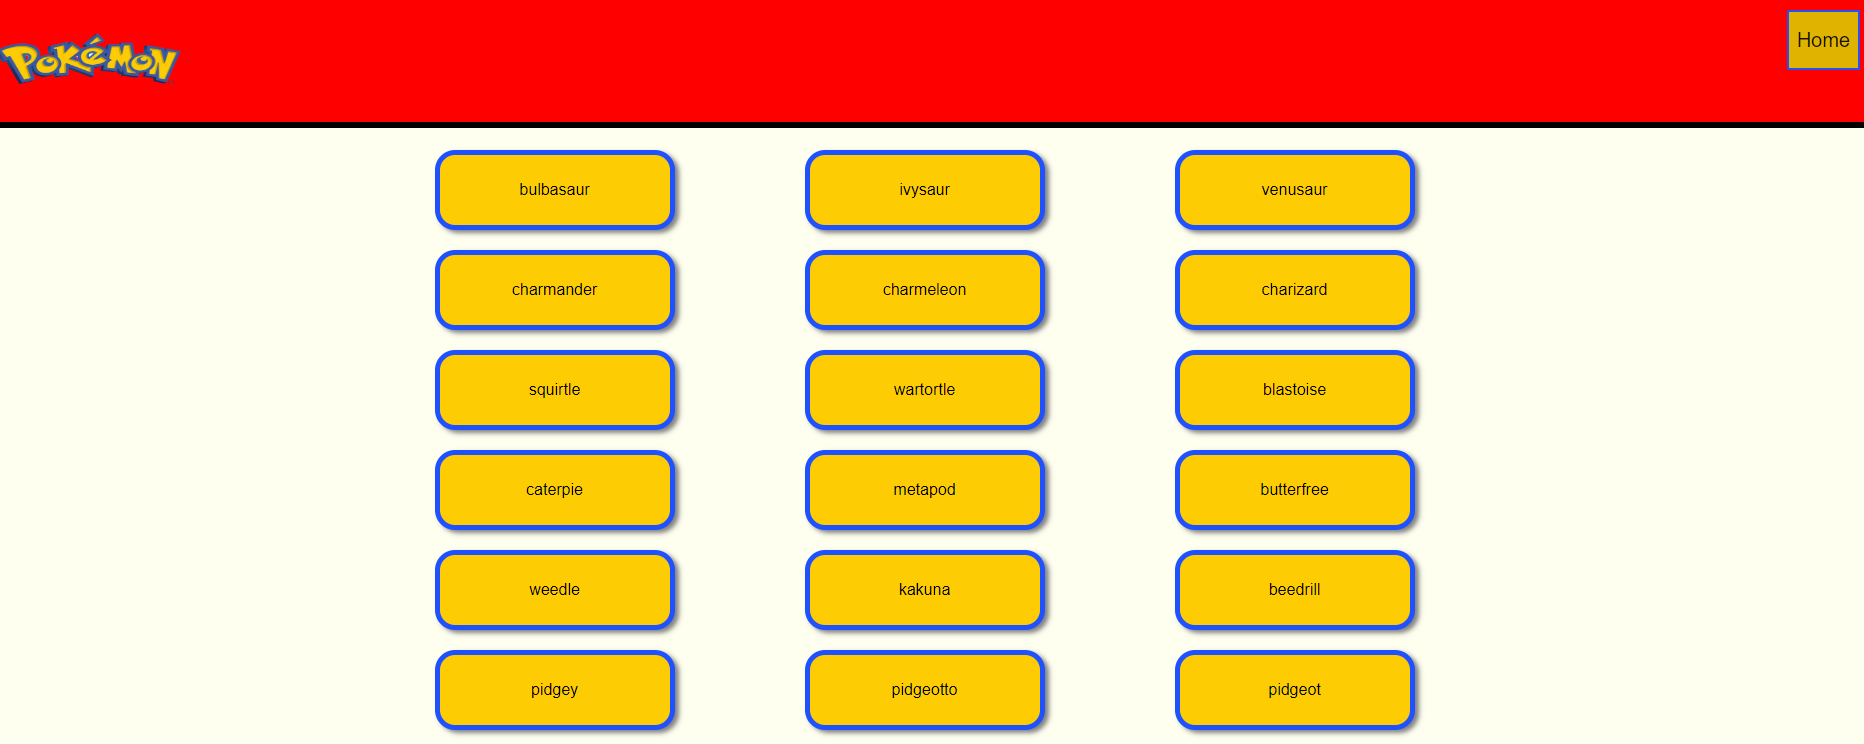 Pokémon
Home
bulbasaur
ivysaur
venusaur
charmander
charmeleon
charizard
squirtle
wartortle
blastoise
caterpie
metapod
butterfree
weedle
kakuna
beedrill
pidgey
pidgeotto
pidgeot